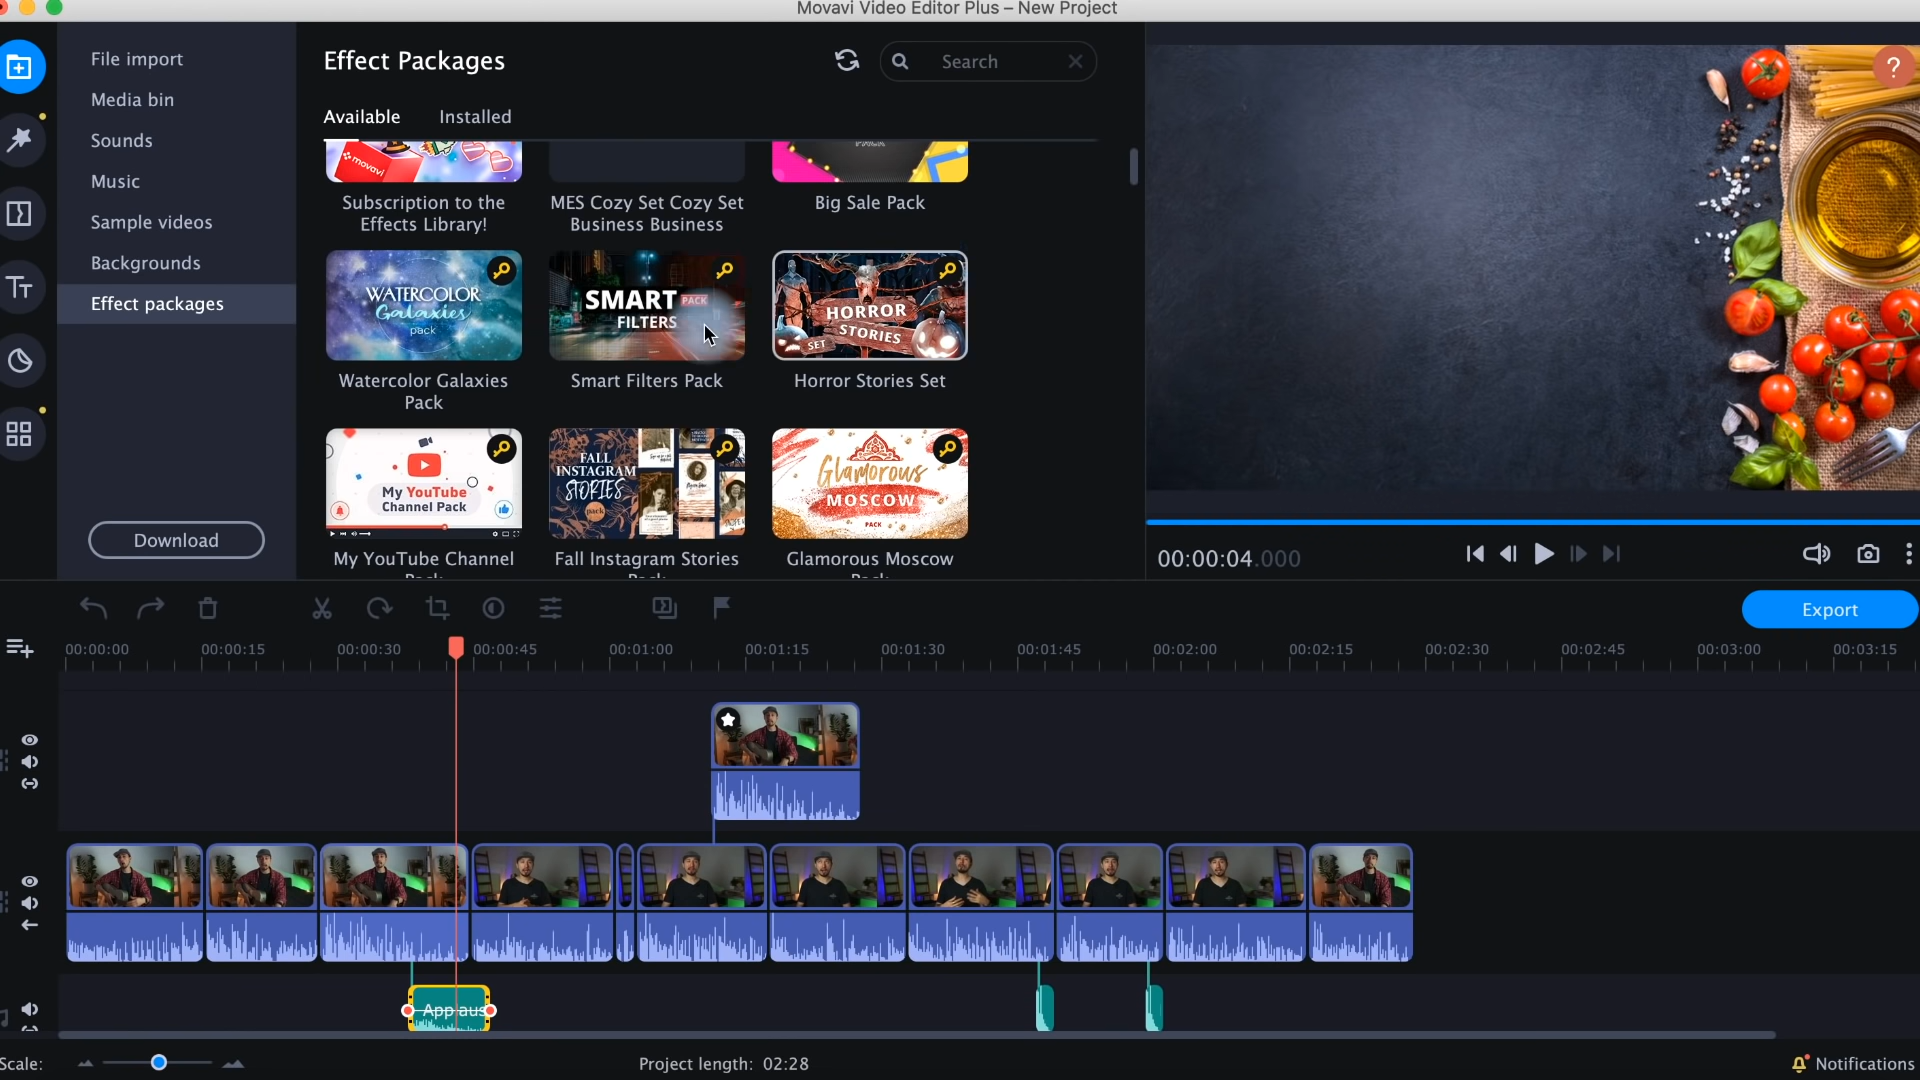 Movavi Video Editor Plus – New Project
File import
Media bin
Sounds
Music
Sample videos
Backgrounds
Effect packages
Download
Effect Packages
Search
Available
Installed
movavi
PACK
Subscription to the
Effects Library!
MES Cozy Set Cozy Set
Business Business
Big Sale Pack
WATERCOLOR
Galaxies
pack
SMART PACK
FILTERS
HORROR
STORIES
SET
Watercolor Galaxies
Pack
Smart Filters Pack
Horror Stories Set
My YouTube
Channel Pack
FALL
INSTAGRAM
STORIES
pack
Glamorous
MOSCOW
PACK
My YouTube Channel
Pack
Fall Instagram Stories
Pack
Glamorous Moscow
Pack
?
00:00:04.000
Export
00:00:00 00:00:15 00:00:30 00:00:45 00:01:00 00:01:15 00:01:30 00:01:45 00:02:00 00:02:15 00:02:30 00:02:45 00:03:00 00:03:15
Applaus
Scale:
Project length: 02:28
Notifications